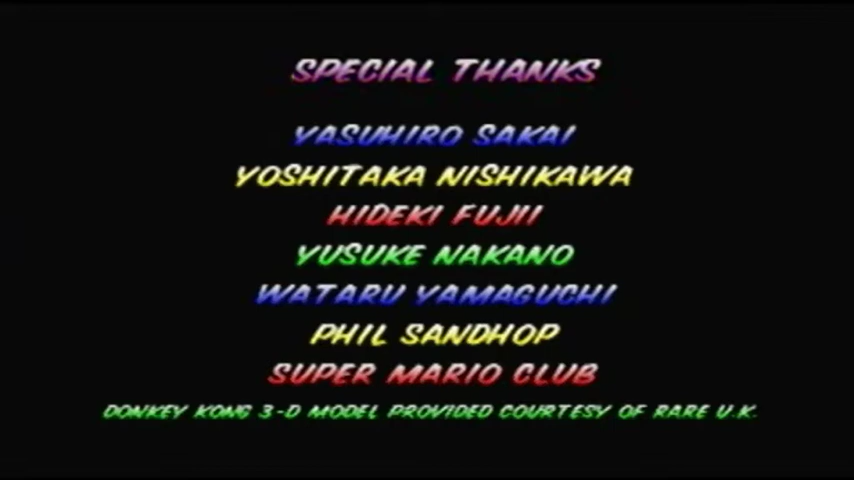 SPECIAL THANKS
YASUHIRO SAKAI
YOSHITAKA NISHIKAWA
HIDEKI FUJII
YUSUKE NAKANO
WATARU YAMAGUCHI
PHIL SANDHOP
SUPER MARIO CLUB
DONKEY KONG 3-D MODEL PROVIDED COURTESY OF RARE U.K.